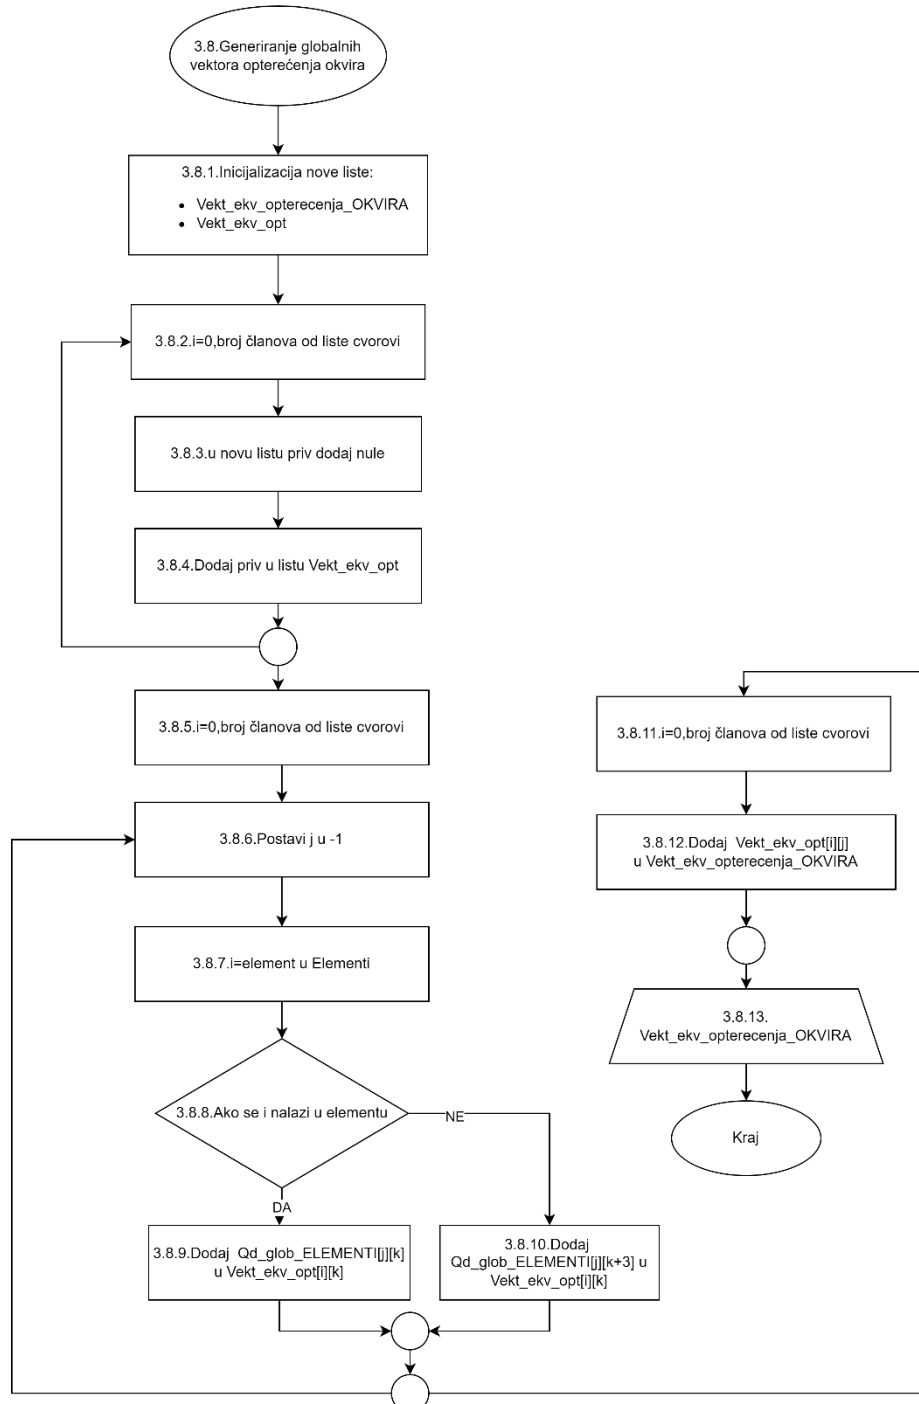 3.8.Generiranje globalnih
vektora opterećenja okvira
3.8.1.Inicijalizacija nove liste:
• Vekt_ekv_opterecenja_OKVIRA
• Vekt_ekv_opt
3.8.2.i=0,broj članova od liste cvorovi
3.8.3.u novu listu priv dodaj nule
3.8.4.Dodaj priv u listu Vekt_ekv_opt
3.8.5.i=0,broj članova od liste cvorovi
3.8.6.Postavi j u -1
3.8.7.i=element u Elementi
3.8.8.Ako se i nalazi u elementu
NE
DA
3.8.9.Dodaj Qd_glob_ELEMENTI[j][k]
u Vekt_ekv_opt[i][k]
3.8.10.Dodaj
Qd_glob_ELEMENTI[j][k+3] u
Vekt_ekv_opt[i][k]
3.8.11.i=0,broj članova od liste cvorovi
3.8.12.Dodaj Vekt_ekv_opt[i][j]
u Vekt_ekv_opterecenja_OKVIRA
3.8.13.
Vekt_ekv_opterecenja_OKVIRA
Kraj